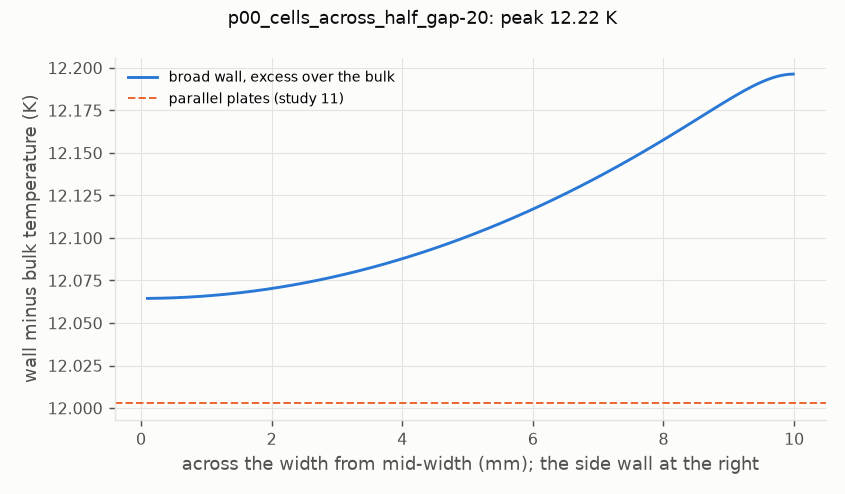 p00_cells_across_half_gap-20: peak 12.22 K
broad wall, excess over the bulk
parallel plates (study 11)
wall minus bulk temperature (K)
12.200
12.175
12.150
12.125
12.100
12.075
12.050
12.025
12.000
0 2 4 6 8 10
across the width from mid-width (mm); the side wall at the right